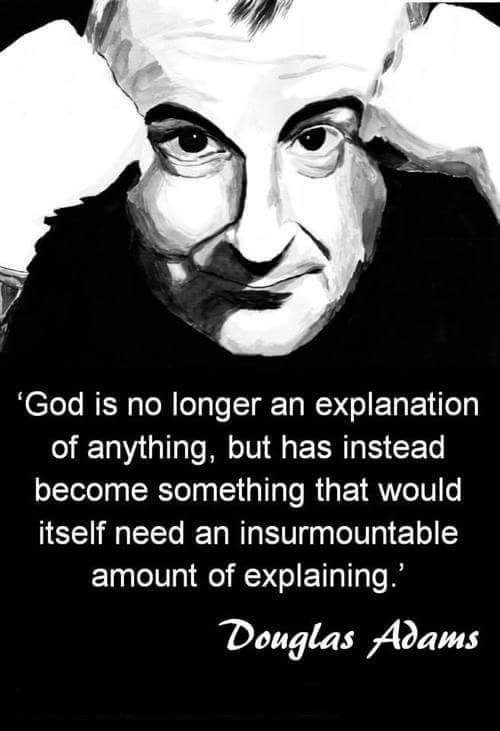 ‘God is no longer an explanation
of anything, but has instead
become something that would
itself need an insurmountable
amount of explaining.’
Douglas Adams